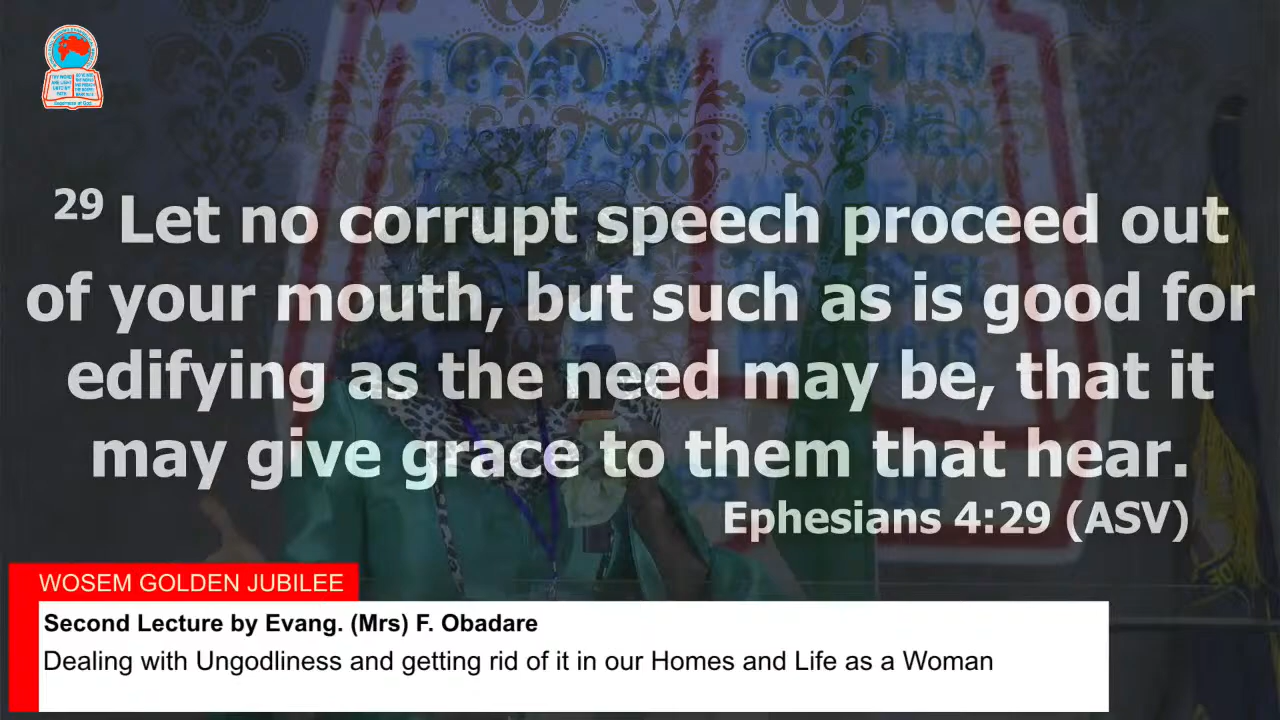 29 Let no corrupt speech proceed out
of your mouth, but such as is good for
edifying as the need may be, that it
may give grace to them that hear.
Ephesians 4:29 (ASV)
WOSEM GOLDEN JUBILEE
Second Lecture by Evang. (Mrs) F. Obadare
Dealing with Ungodliness and getting rid of it in our Homes and Life as a Woman